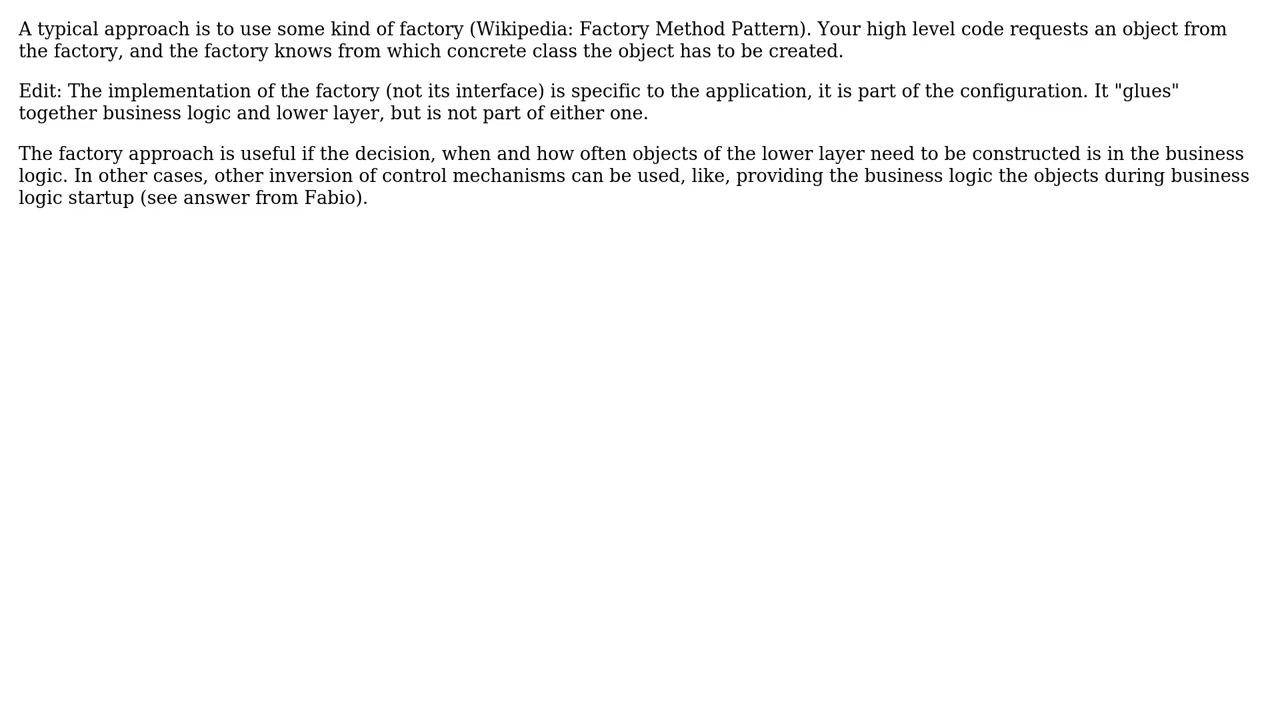 A typical approach is to use some kind of factory (Wikipedia: Factory Method Pattern). Your high level code requests an object from
the factory, and the factory knows from which concrete class the object has to be created.
Edit: The implementation of the factory (not its interface) is specific to the application, it is part of the configuration. It "glues"
together business logic and lower layer, but is not part of either one.
The factory approach is useful if the decision, when and how often objects of the lower layer need to be constructed is in the business
logic. In other cases, other inversion of control mechanisms can be used, like, providing the business logic the objects during business
logic startup (see answer from Fabio).